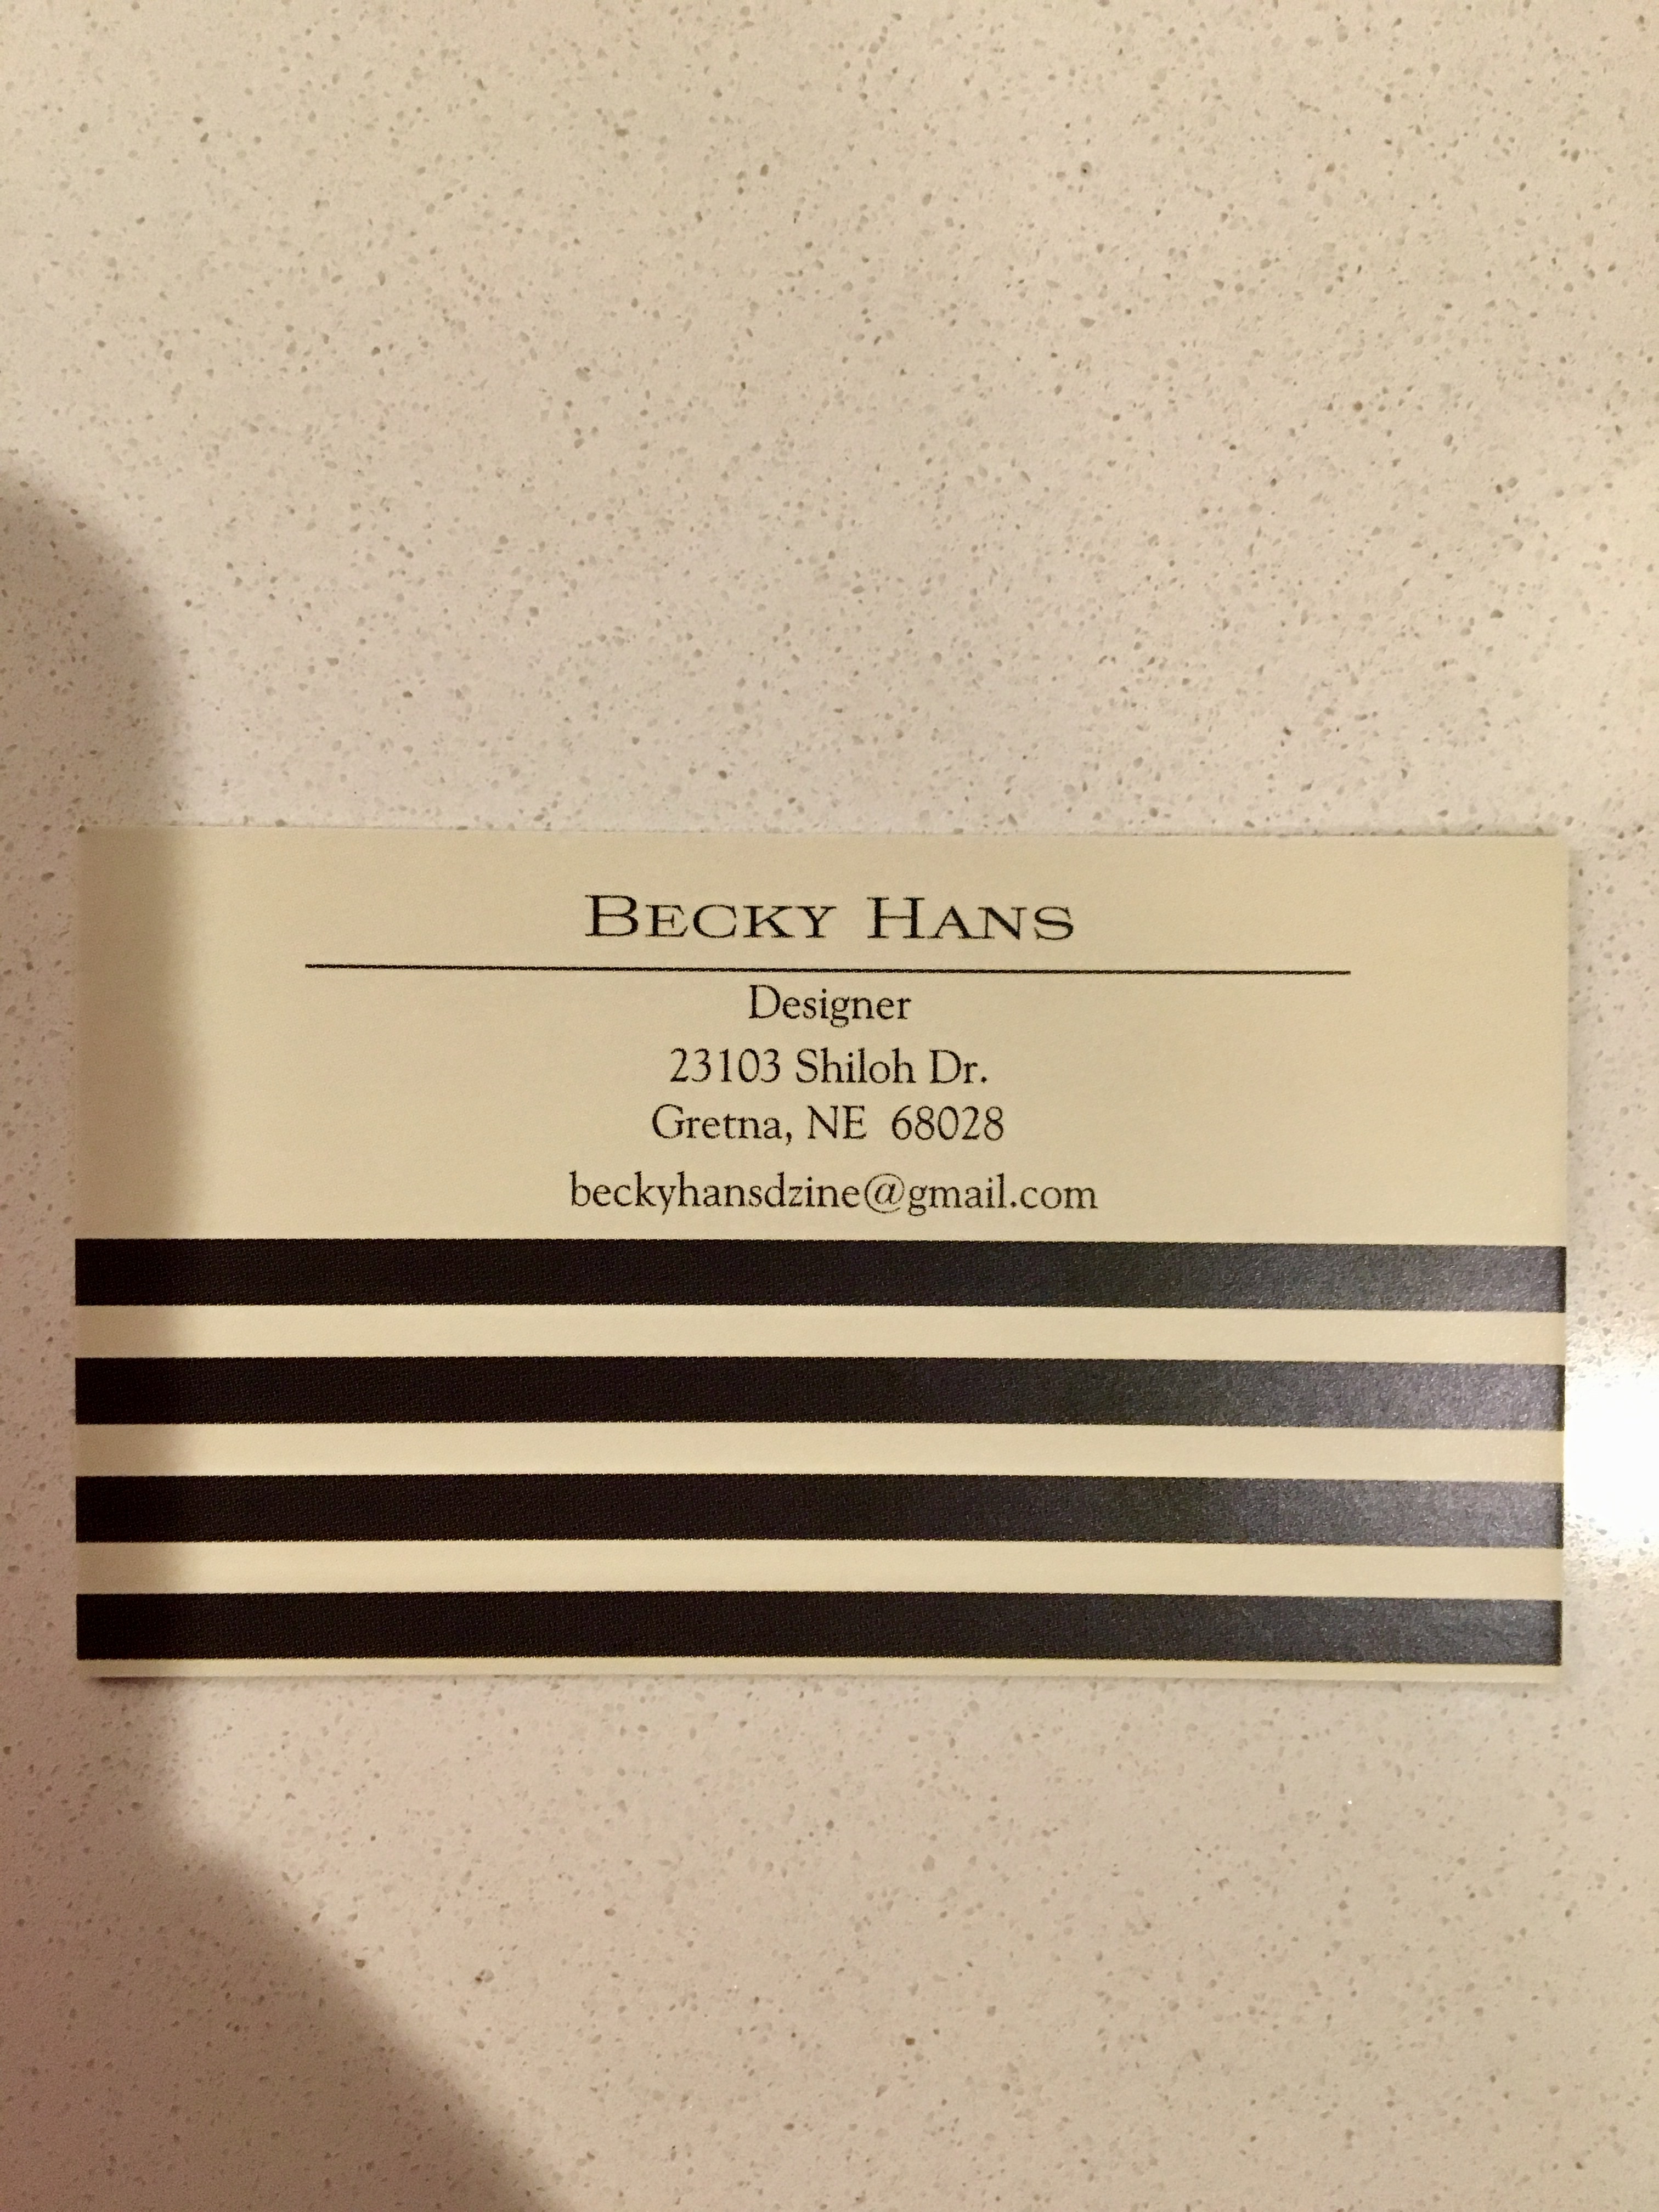 Becky Hans
Designer
23103 Shiloh Dr.
Gretna, NE  68028
beckyhansdzine@gmail.com